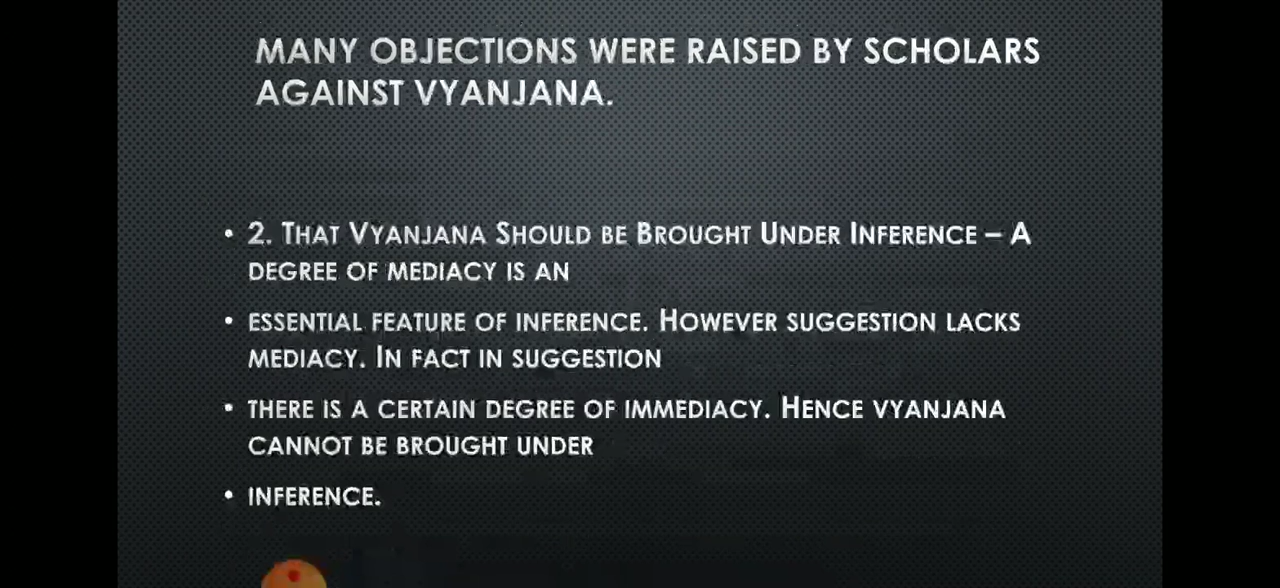 MANY OBJECTIONS WERE RAISED BY SCHOLARS
AGAINST VYANJANA.
• 2. THAT VYANJANA SHOULD BE BROUGHT UNDER INFERENCE – A
DEGREE OF MEDIACY IS AN
• ESSENTIAL FEATURE OF INFERENCE. HOWEVER SUGGESTION LACKS
MEDIACY. IN FACT IN SUGGESTION
• THERE IS A CERTAIN DEGREE OF IMMEDIACY. HENCE VYANJANA
CANNOT BE BROUGHT UNDER
• INFERENCE.